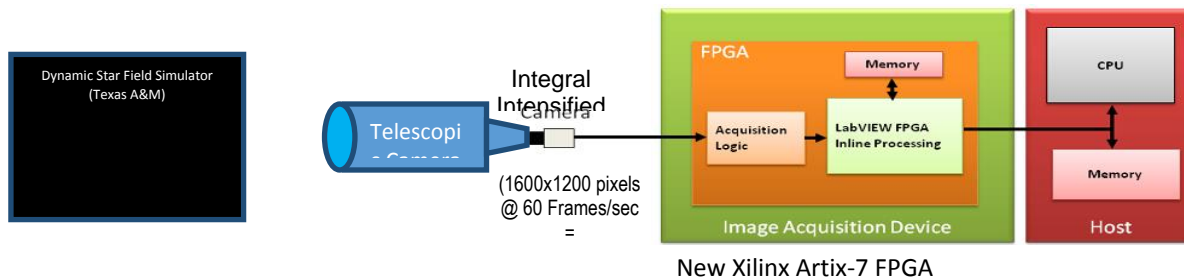 Dynamic Star Field Simulator
(Texas A&M)
Telescopi
Integral
Intensified
Camera
(1600x1200 pixels
@ 60 Frames/sec
=
FPGA
Memory
Acquisition
Logic
LabVIEW FPGA
Inline Processing
Image Acquisition Device
CPU
Memory
Host
New Xilinx Artix-7 FPGA